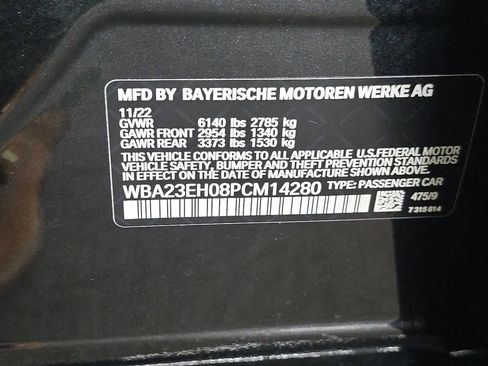 MFD BY BAYERISCHE MOTOREN WERKE AG
11/22
GVWR 6140 lbs 2785 kg
GAWR FRONT 2954 lbs 1340 kg
GAWR REAR 3373 lbs 1530 kg
THIS CONFORMS TO ALL APPLICABLE U.S.FEDERAL MOTOR
VEHICLE SAFETY, BUMPER AND THEFT PREVENTION STANDARDS
IN EFFECT ON THE DATE OF MANUFACTURE SHOWN ABOVE.
WBA23EH08PCM14280 TYPE: PASSENGER CAR
475/9
7315614